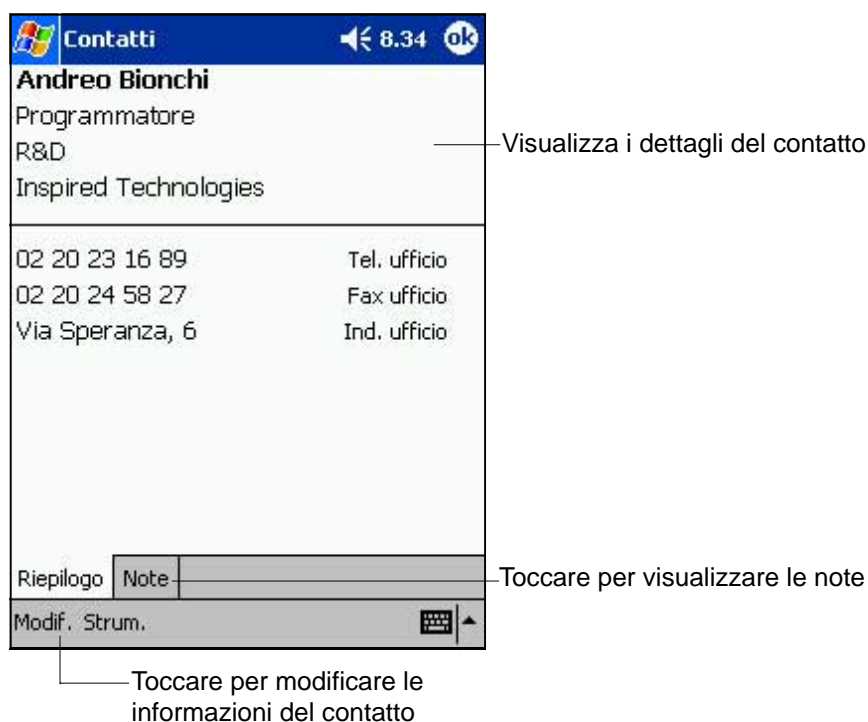 Contatti 8.34 ok
Andreo Bionchi
Programmatore
R&D
Inspired Technologies
Visualizza i dettagli del contatto
02 20 23 16 89 Tel. ufficio
02 20 24 58 27 Fax ufficio
Via Speranza, 6 Ind. ufficio
Riepilogo Note
Toccare per visualizzare le note
Modif. Strum.
Toccare per modificare le
informazioni del contatto